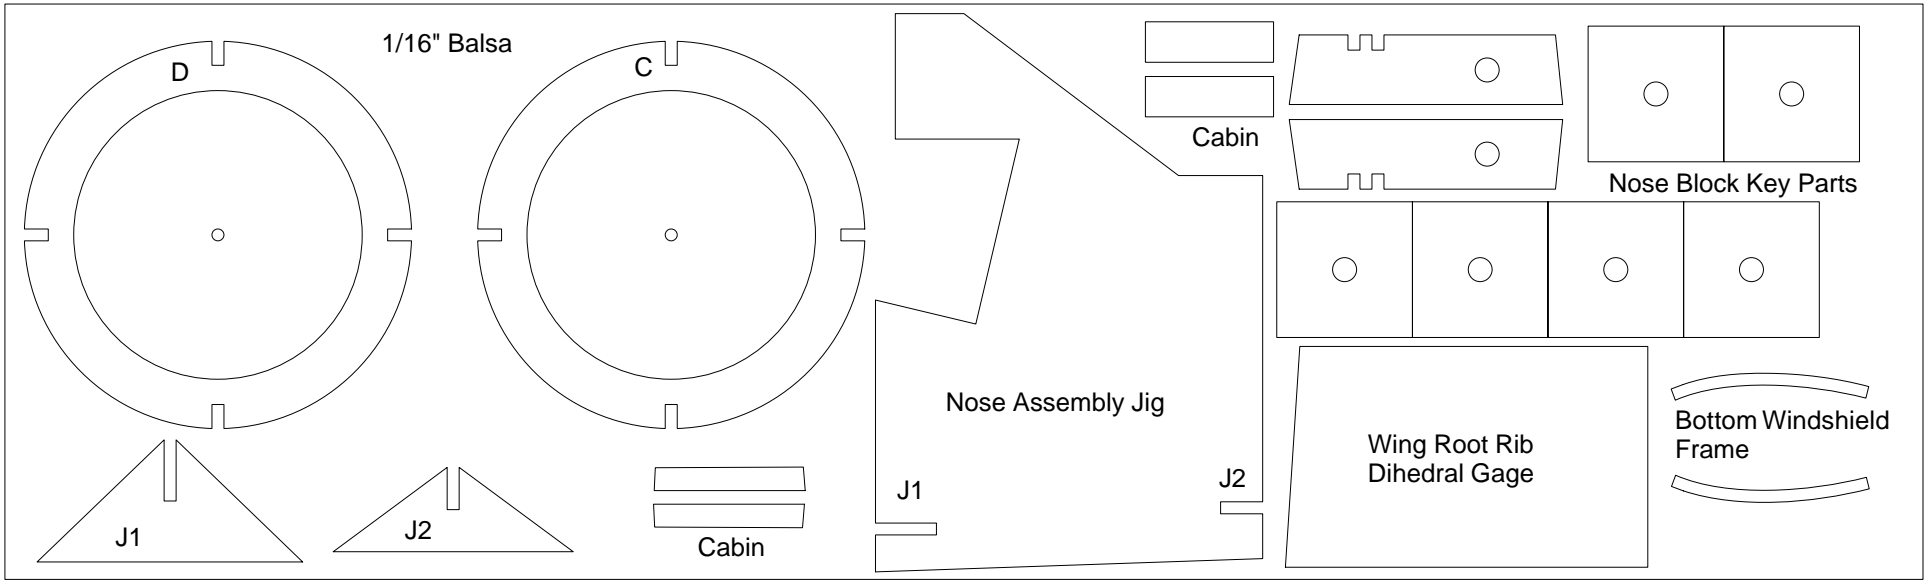 1/16" Balsa
D
C
Cabin
Nose Block Key Parts
Nose Assembly Jig
Bottom Windshield
Frame
Wing Root Rib
Dihedral Gage
J1
J2
J1
J2
Cabin